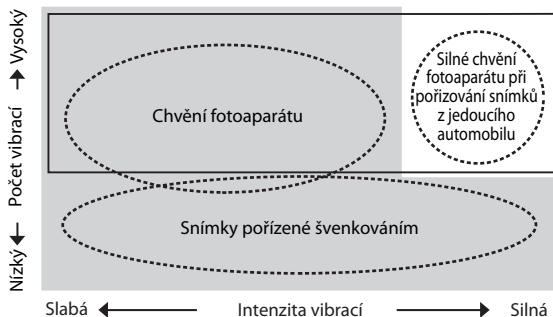 Vysoký
Počet vibrací
Nízký
Chvění fotoaparátu
Silné chvění
fotoaparátu při
pořizování snímků
z jedoucího
automobilu
Snímky pořízené švenkováním
Slabá
Intenzita vibrací
Silná